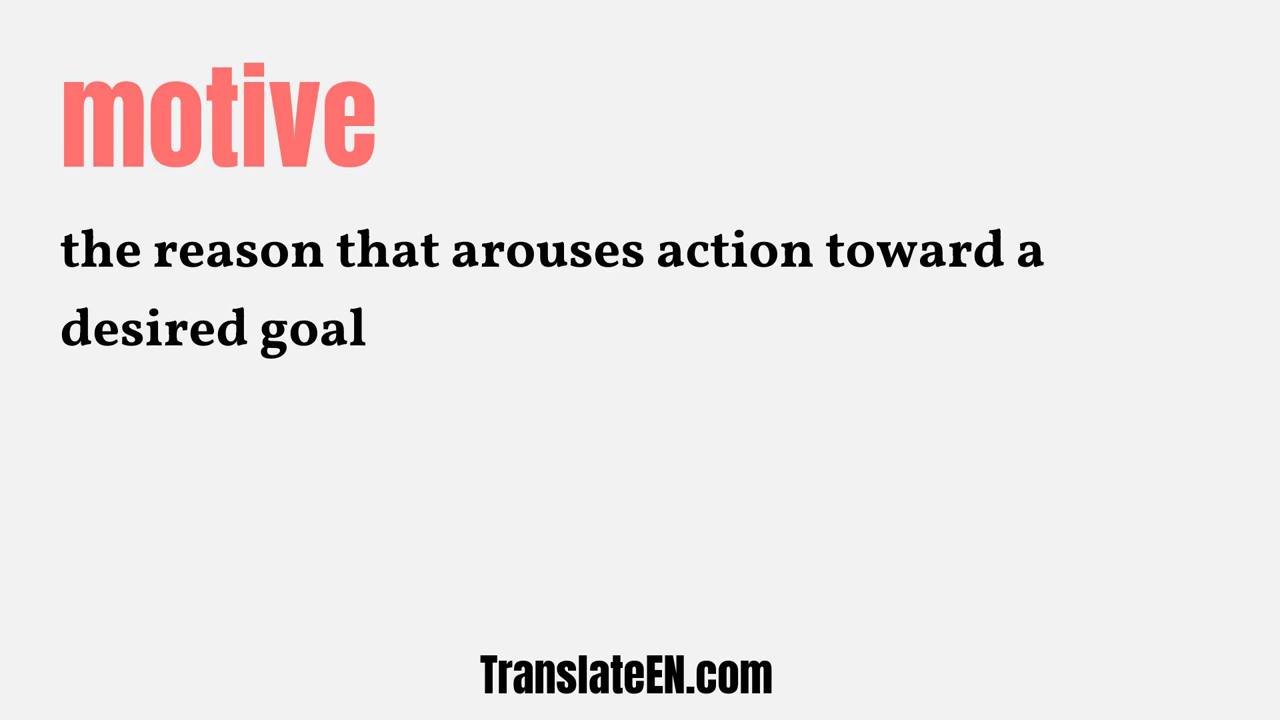 motive
the reason that arouses action toward a
desired goal
TranslateEN.com